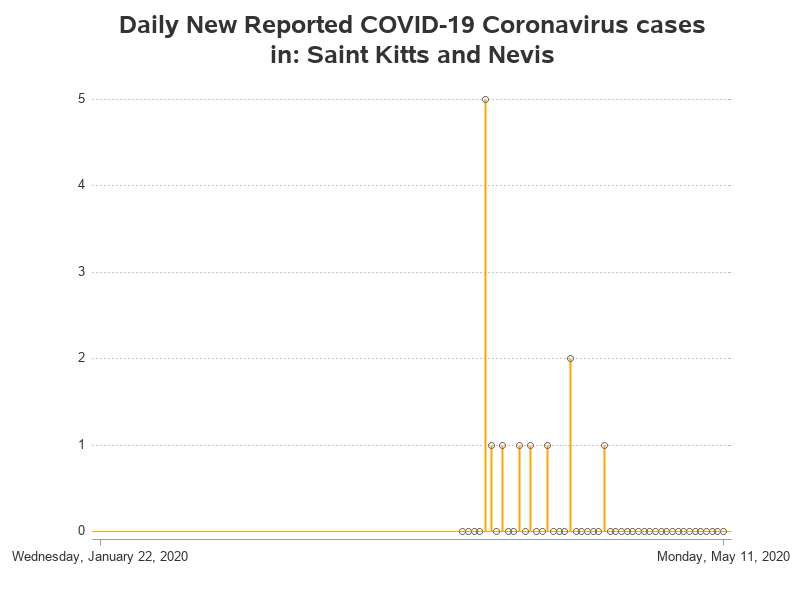 Daily New Reported COVID-19 Coronavirus cases
in: Saint Kitts and Nevis
5
4
3
2
1
0
Wednesday, January 22, 2020
Monday, May 11, 2020